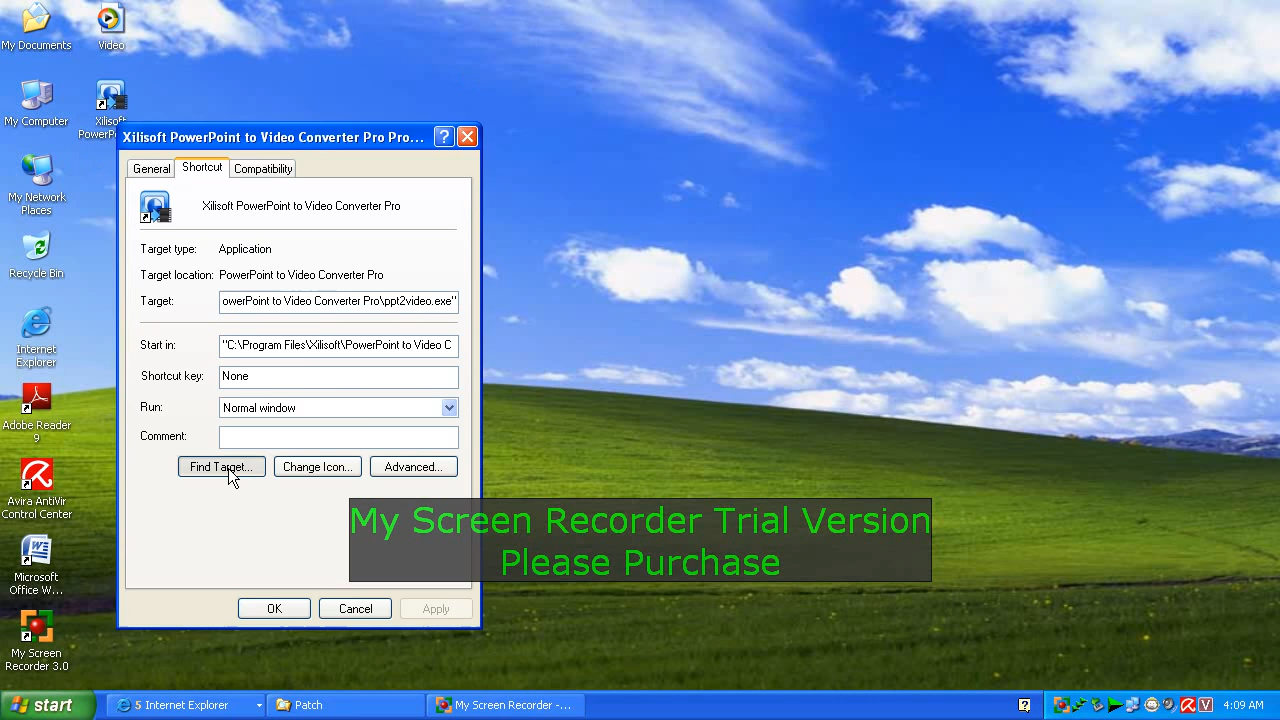 My Documents
Video
My Computer
Xilisoft
PowerP
My Network
Places
Recycle Bin
Internet
Explorer
Adobe Reader
9
Avira AntiVir
Control Center
Microsoft
Office W...
My Screen
Recorder 3.0
Xilisoft PowerPoint to Video Converter Pro Pro...
General
Shortcut
Compatibility
Xilisoft PowerPoint to Video Converter Pro
Target type: Application
Target location: PowerPoint to Video Converter Pro
Target: owerPoint to Video Converter Pro\ppt2video.exe"
Start in: "C:\Program Files\Xilisoft\PowerPoint to Video C
Shortcut key: None
Run: Normal window
Comment:
Find Target... Change Icon... Advanced...
My Screen Recorder Trial Version
Please Purchase
OK Cancel Apply
start
5 Internet Explorer
Patch
My Screen Recorder -...
4:09 AM